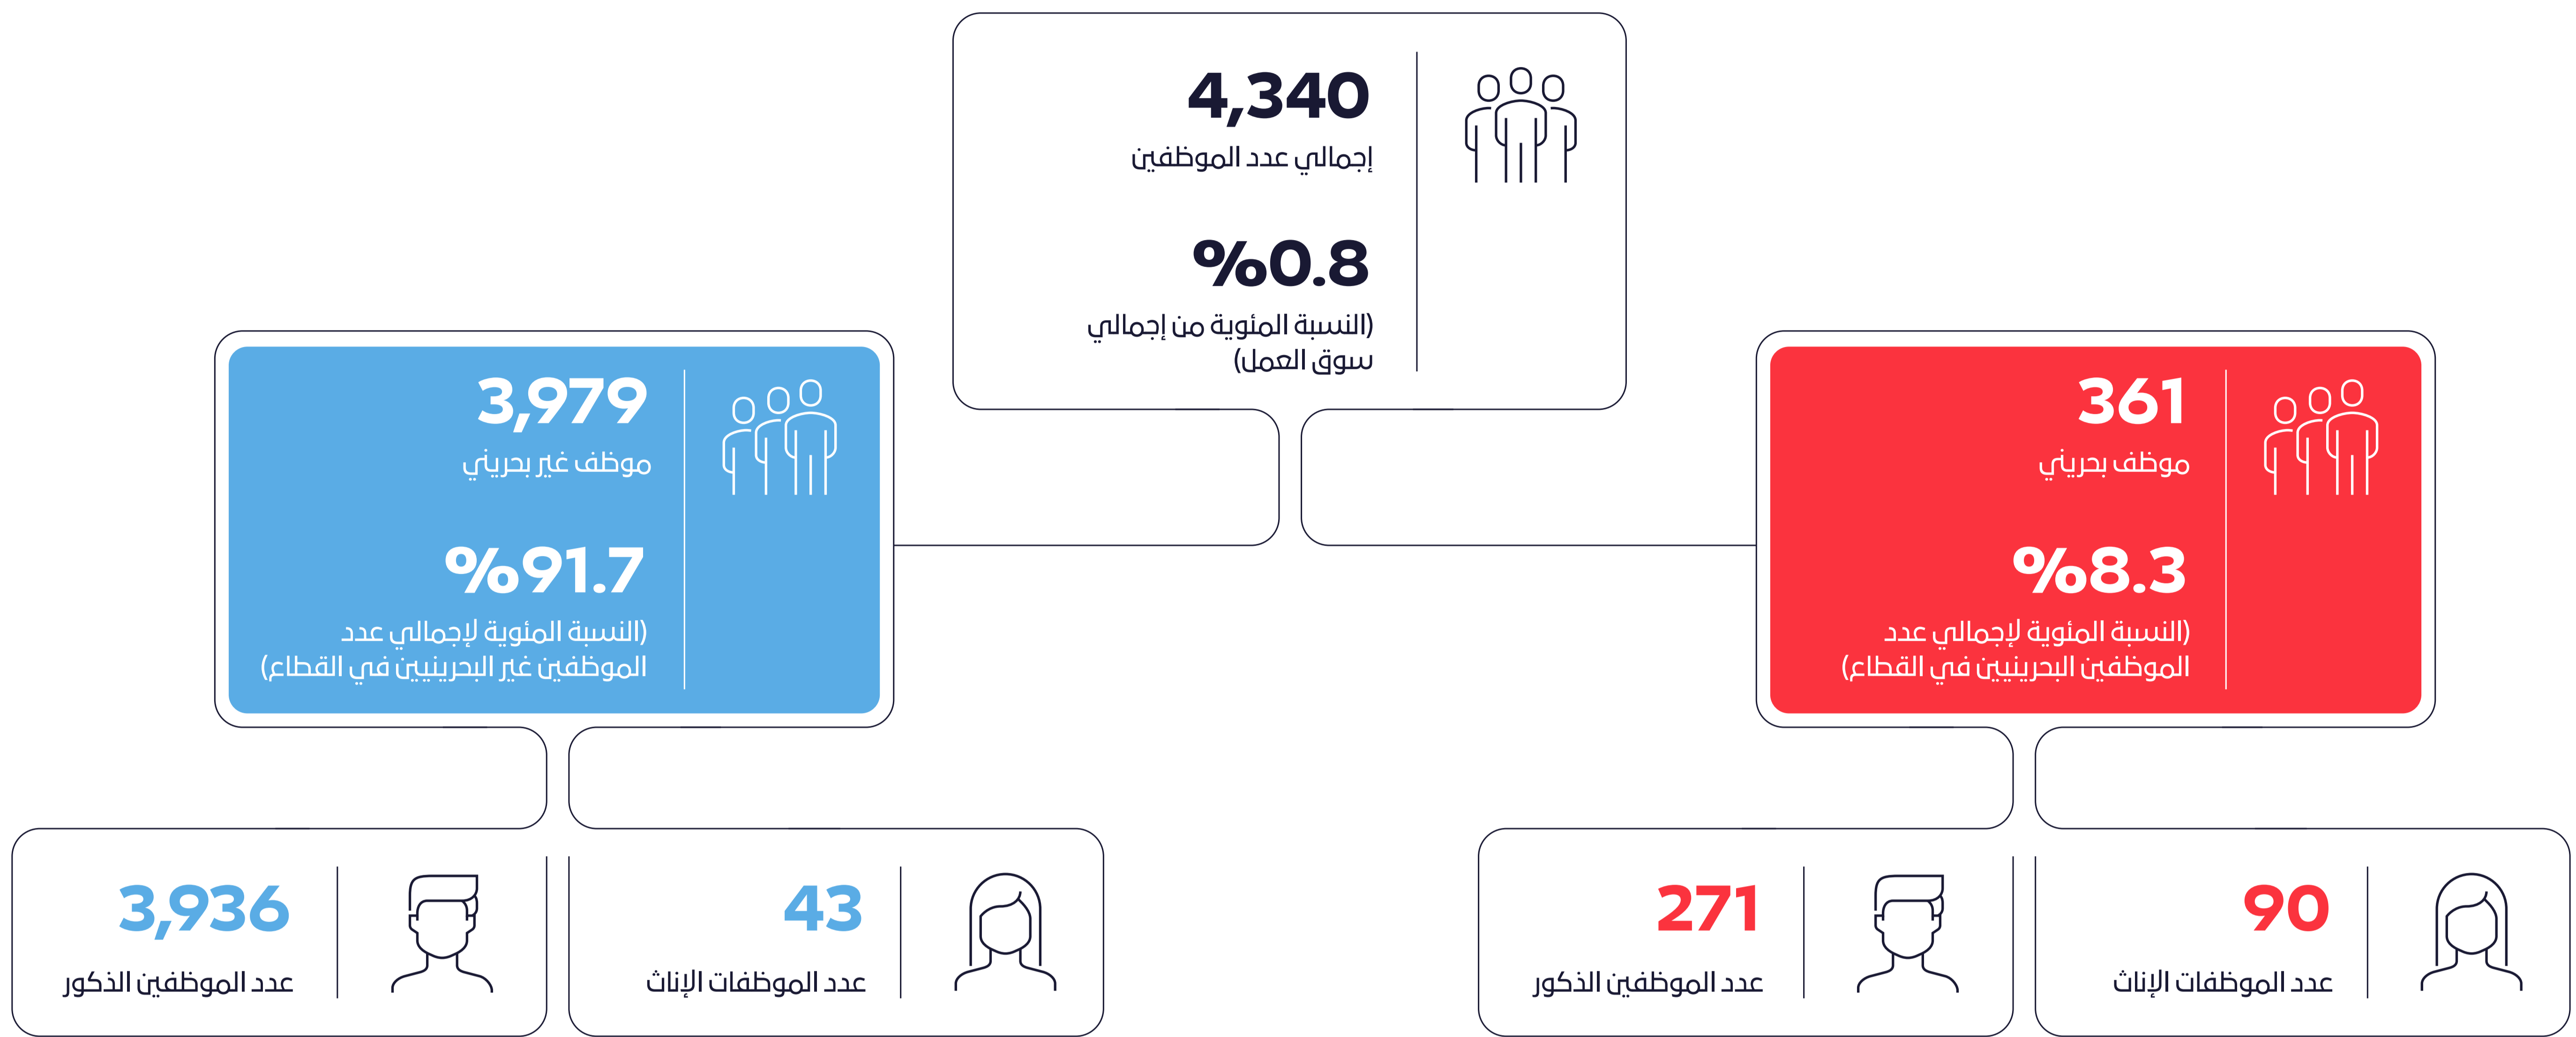 4,340
إجمالي عدد الموظفين
%0.8
(النسبة المئوية من إجمالي
سوق العمل)
361
موظف بحريني
%8.3
(النسبة المئوية لإجمالي عدد
الموظفين البحرينيين في القطاع)
3,979
موظف غير بحريني
%91.7
(النسبة المئوية لإجمالي عدد
الموظفين غير البحرينيين في القطاع)
90
عدد الموظفات الإناث
271
عدد الموظفين الذكور
43
عدد الموظفات الإناث
3,936
عدد الموظفين الذكور